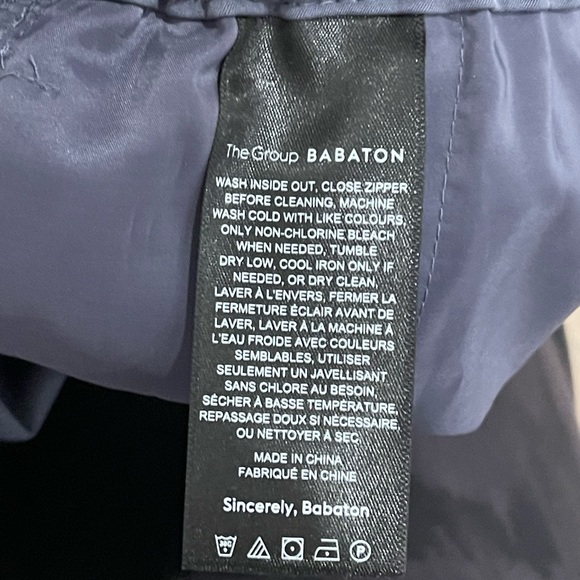 The Group BABATON
WASH INSIDE OUT, CLOSE ZIPPER
BEFORE CLEANING, MACHINE
WASH COLD WITH LIKE COLOURS,
ONLY NON-CHLORINE BLEACH
WHEN NEEDED, TUMBLE
DRY LOW, COOL IRON ONLY IF
NEEDED, OR DRY CLEAN.
LAVER À L'ENVERS, FERMER LA
FERMETURE ÉCLAIR AVANT DE
LAVER, LAVER À LA MACHINE À
L'EAU FROIDE AVEC COULEURS
SEMBLABLES, UTILISER
SEULEMENT UN JAVELLISANT
SANS CHLORE AU BESOIN,
SÉCHER À BASSE TEMPÉRATURE,
REPASSAGE DOUX SI NÉCESSAIRE,
OU NETTOYER À SEC.
MADE IN CHINA
FABRIQUÉ EN CHINE
Sincerely, Babaton
30C P